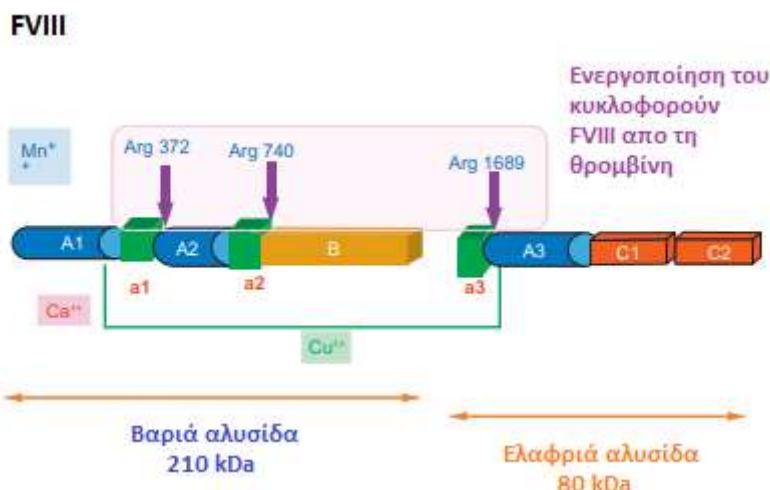 FVIII
Ενεργοποίηση του
κυκλοφορούν
FVIII απο τη
θρομβίνη
Mn⁺
⁺
Arg 372
Arg 740
Arg 1689
A1
A2
B
A3
C1
C2
a1
a2
a3
Ca⁺⁺
Cu⁺⁺
Βαριά αλυσίδα
210 kDa
Ελαφριά αλυσίδα
80 kDa